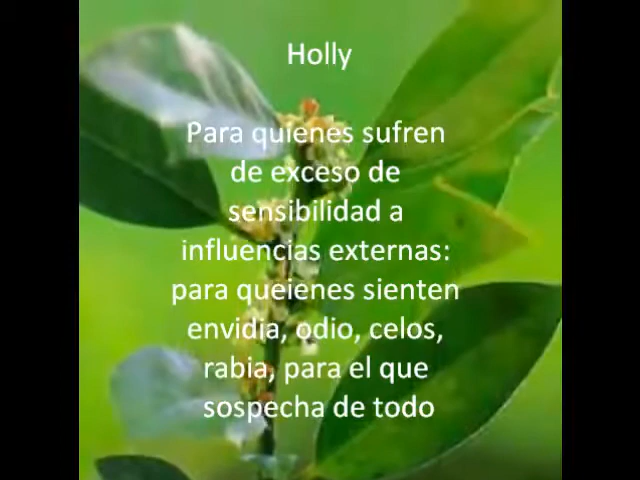 Holly
Para quienes sufren
de exceso de
sensibilidad a
influencias externas:
para queienes sienten
envidia, odio, celos,
rabia, para el que
sospecha de todo